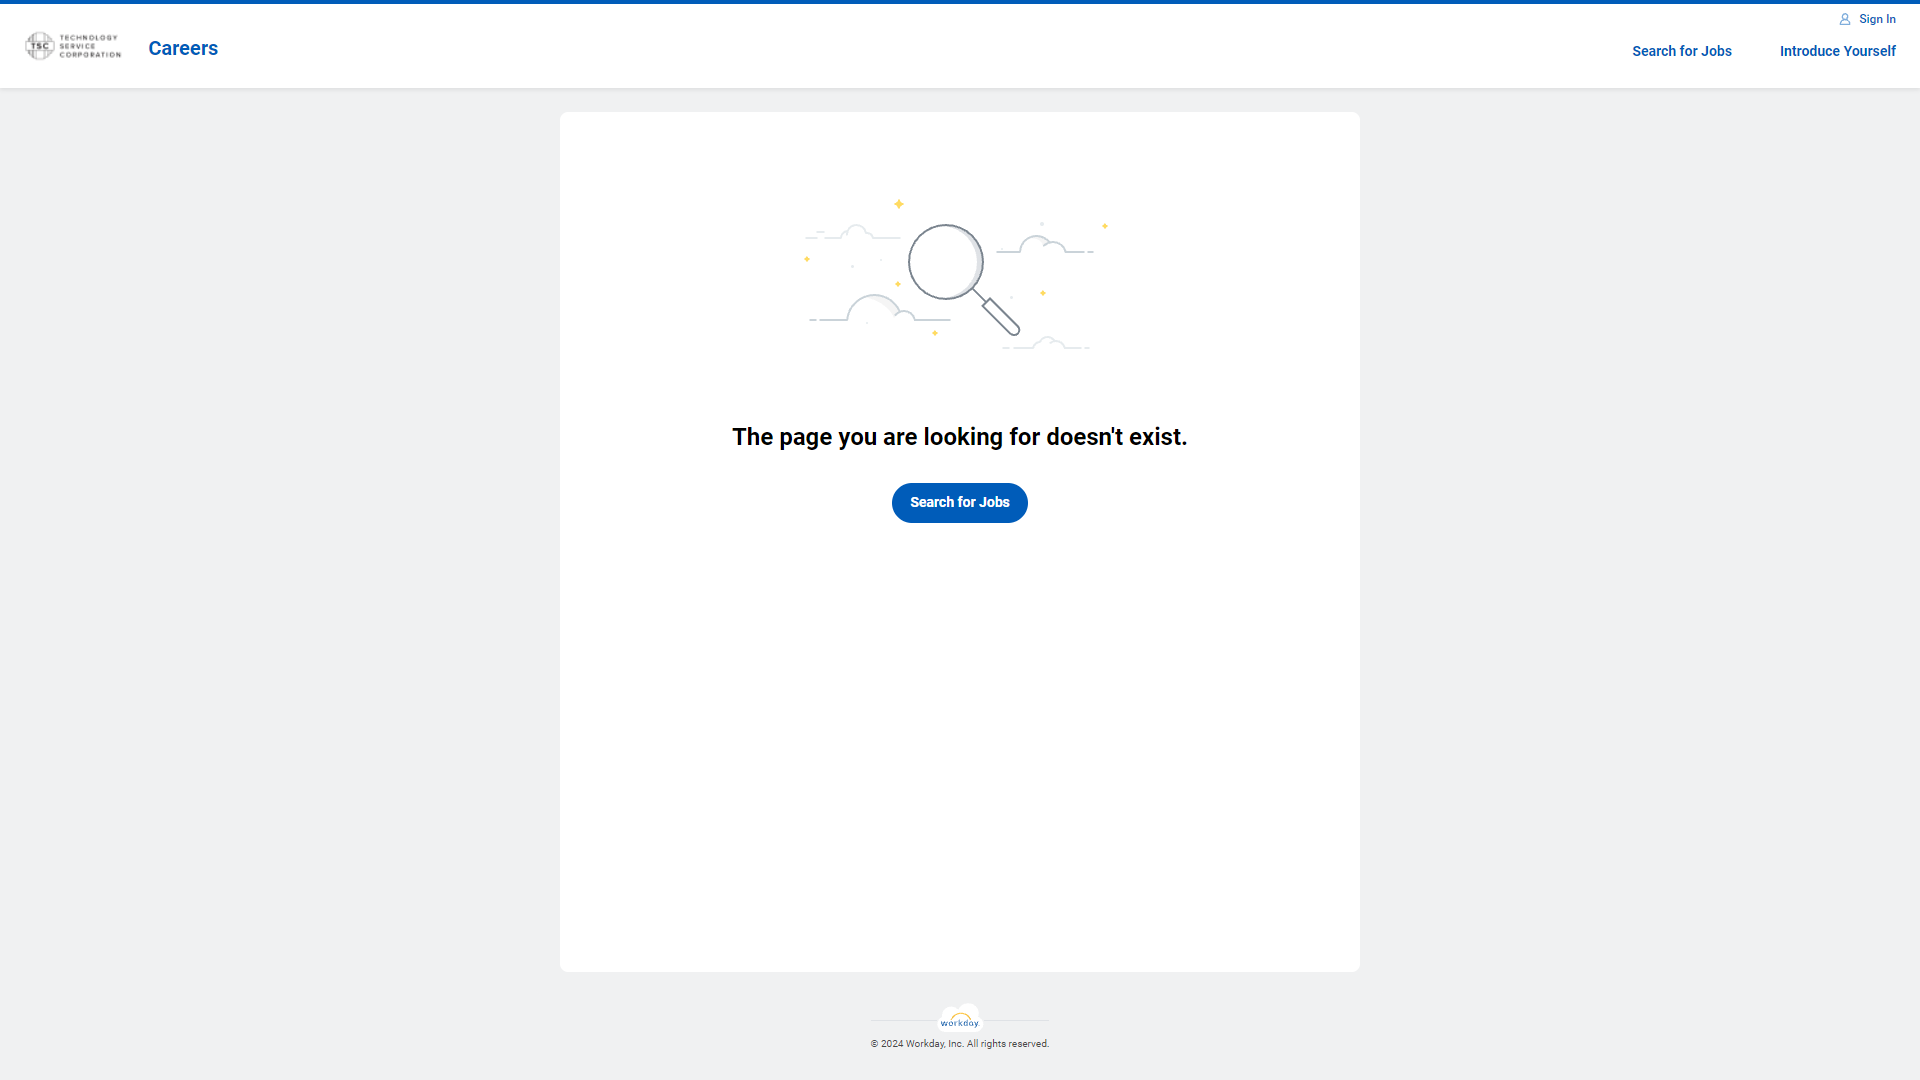 Sign In
TSC
TECHNOLOGY
SERVICE
CORPORATION
Careers
Search for Jobs
Introduce Yourself
The page you are looking for doesn't exist.
Search for Jobs
workday.
© 2024 Workday, Inc. All rights reserved.